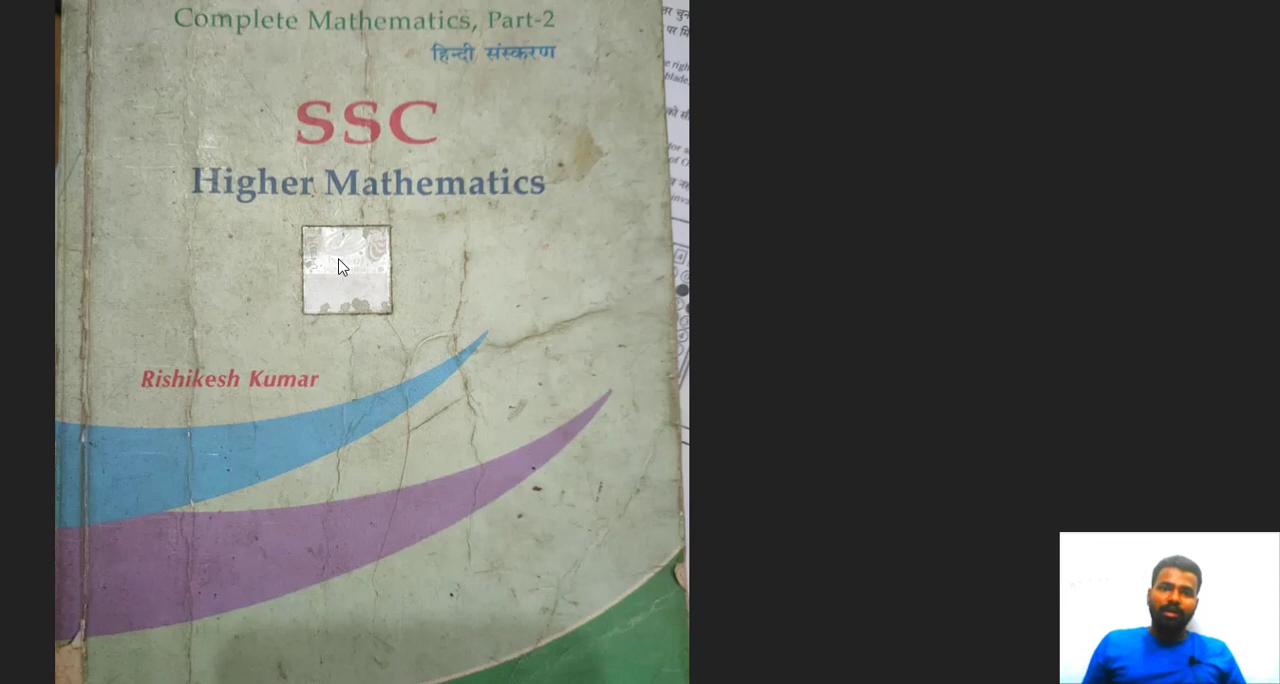 Complete Mathematics, Part-2
हिन्दी संस्करण
SSC
Higher Mathematics
Rishikesh Kumar